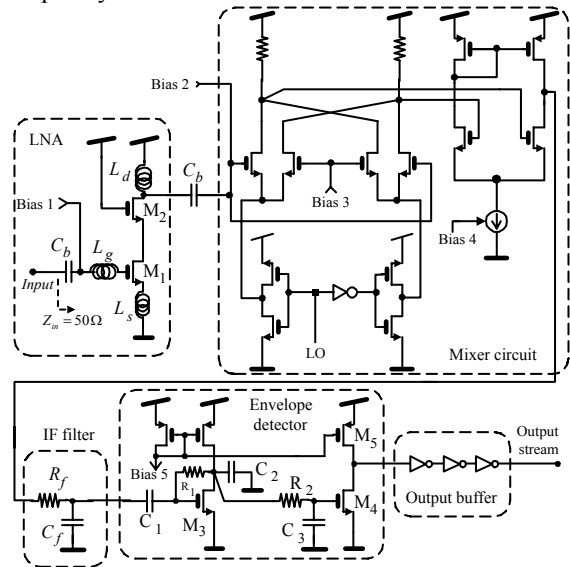 Bias 2
LNA
L_d
C_b
Bias 1
M_2
Bias 3
C_b
L_g
M_1
Bias 4
Input
L_s
Z_in = 50Ω
LO
Mixer circuit
Envelope
detector
IF filter
M_5
Output
stream
Bias 5
C_2
R_f
R_1
R_2
Output buffer
C_1
M_3
M_4
C_f
C_3